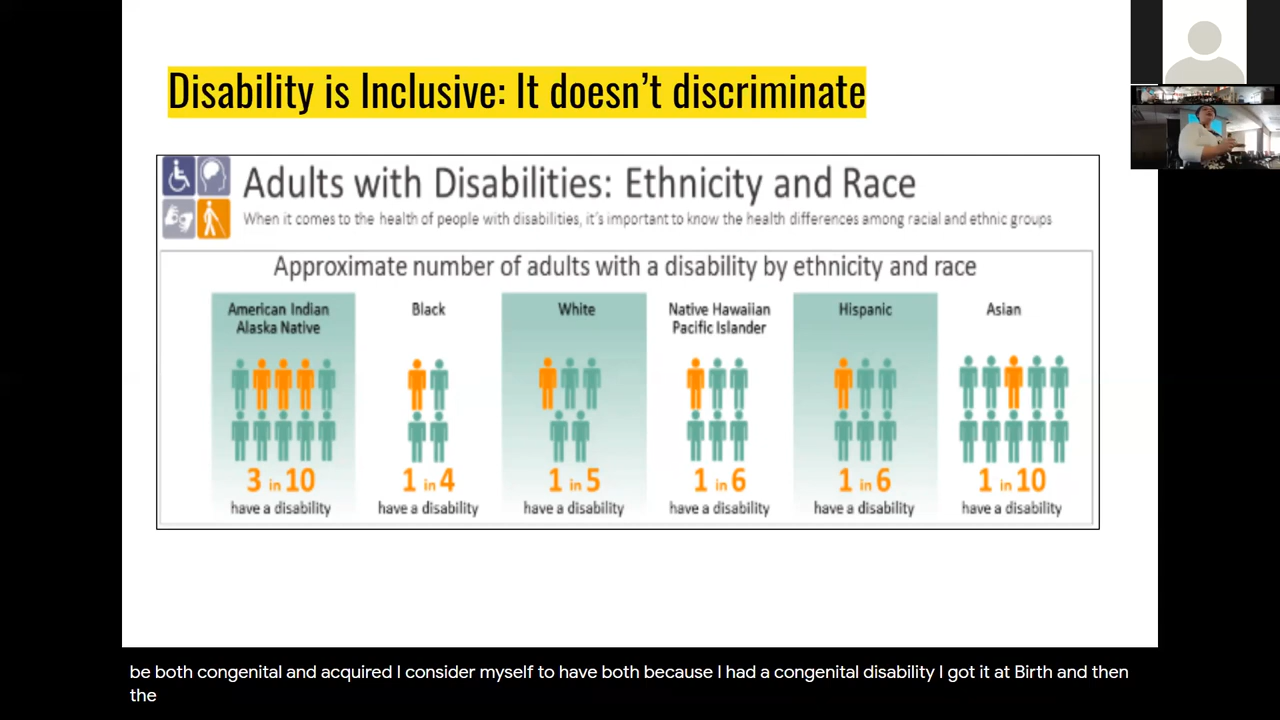 Disability is Inclusive: It doesn't discriminate
Adults with Disabilities: Ethnicity and Race
When it comes to the health of people with disabilities, it's important to know the health differences among racial and ethnic groups
Approximate number of adults with a disability by ethnicity and race
American Indian
Alaska Native
3 in 10
have a disability
Black
1 in 4
have a disability
White
1 in 5
have a disability
Native Hawaiian
Pacific Islander
1 in 6
have a disability
Hispanic
1 in 6
have a disability
Asian
1 in 10
have a disability
be both congenital and acquired I consider myself to have both because I had a congenital disability I got it at Birth and then
the